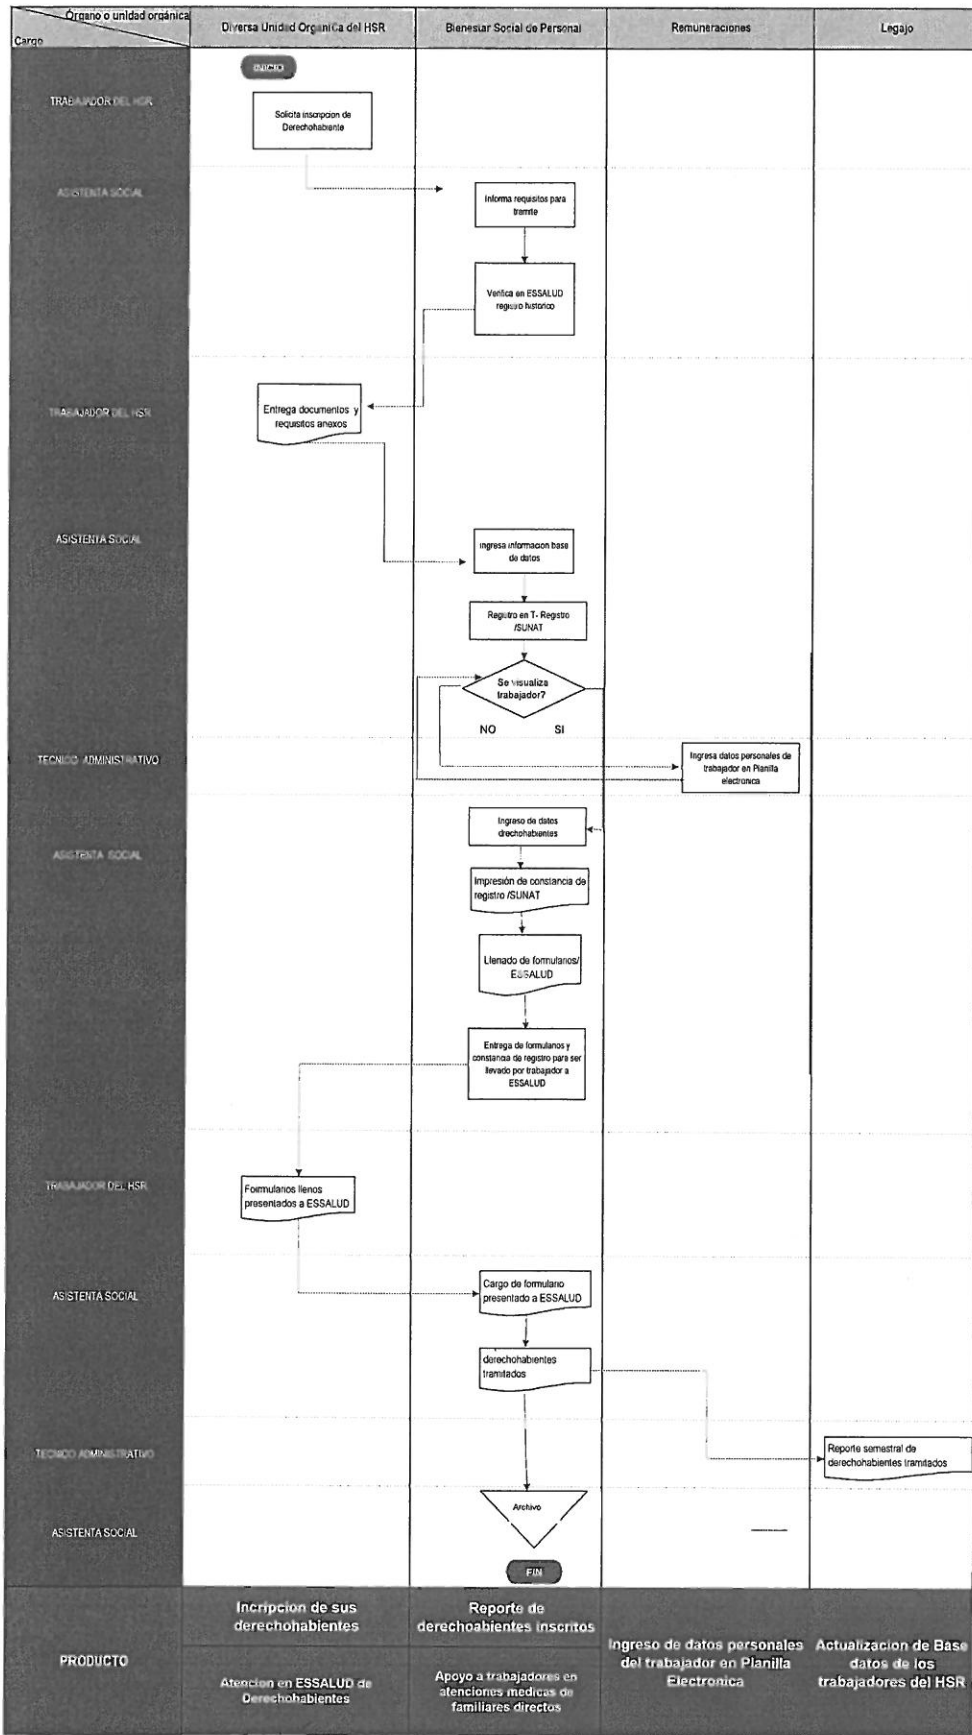 Órgano o unidad orgánica
Cargo
Diversa Unidad Organica del HSR
Bienestar Social de Personal
Remuneraciones
Legajo
INICIO
TRABAJADOR DEL HSR
Solicita inscripcion de
Derechohabiente
ASISTENTA SOCIAL
Informa requisitos para
tramite
Verifica en ESSALUD
registro historico
TRABAJADOR DEL HSR
Entrega documentos y
requisitos anexos
ASISTENTA SOCIAL
Ingresa informacion base
de datos
Registro en T- Registro
/SUNAT
Se visualiza
trabajador?
NO
SI
TECNICO ADMINISTRATIVO
Ingresa datos personales de
trabajador en Planilla
electronica
Ingreso de datos
drechohabientes
ASISTENTA SOCIAL
Impresión de constancia de
registro /SUNAT
Llenado de formularios/
ESSALUD
Entrega de formularios y
constancia de registro para ser
llevado por trabajador a
ESSALUD
TRABAJADOR DEL HSR
Formularios llenos
presentados a ESSALUD
ASISTENTA SOCIAL
Cargo de formulario
presentado a ESSALUD
derechohabientes
tramitados
TECNICO ADMINISTRATIVO
Reporte semestral de
derechohabientes tramitados
ASISTENTA SOCIAL
Archivo
FIN
PRODUCTO
Incripcion de sus
derechohabientes
Atencion en ESSALUD de
Derechohabientes
Reporte de
derechoabientes inscritos
Apoyo a trabajadores en
atenciones medicas de
familiares directos
Ingreso de datos personales
del trabajador en Planilla
Electronica
Actualizacion de Base
datos de los
trabajadores del HSR